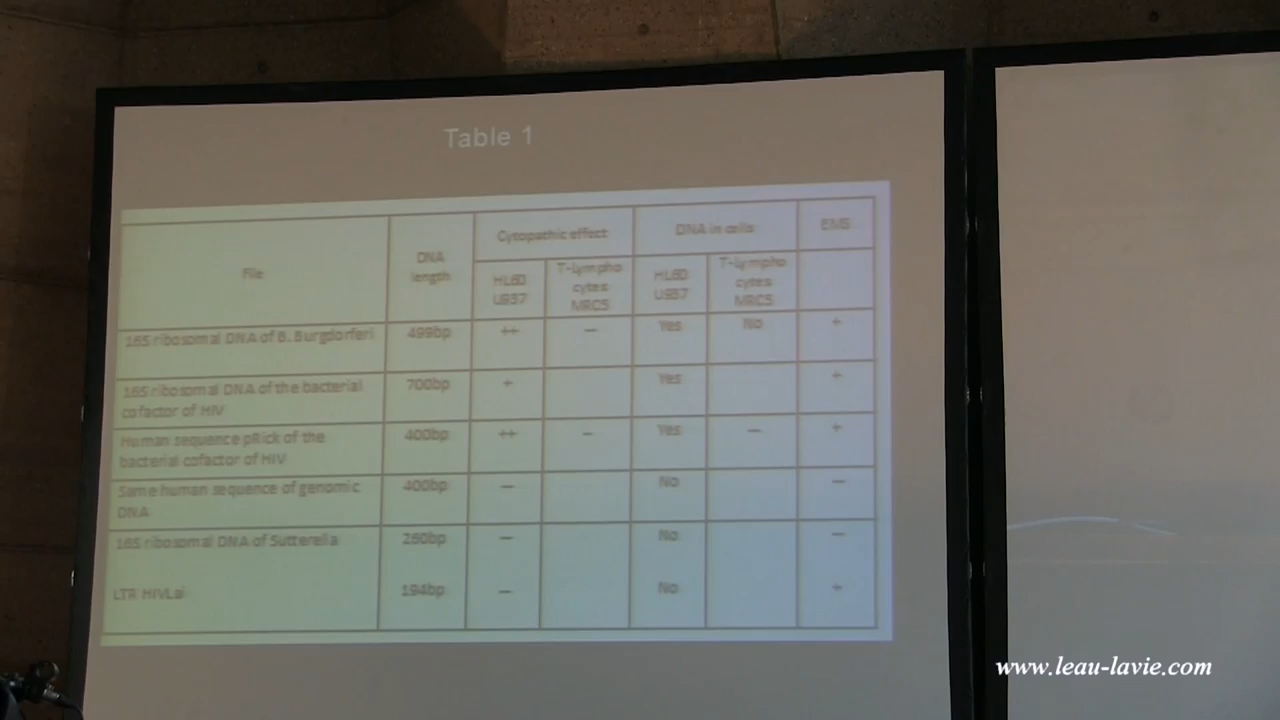 Table 1
File
DNA
length
Cytopathic effect
DNA in cells
EMS
HL60
U937
T-Lympho
cytes
MRC5
HL60
U937
T-Lympho
cytes
MRC5
16S ribosomal DNA of B. Burgdorferi 499bp ++ — Yes No +
16S ribosomal DNA of the bacterial
cofactor of HIV
700bp + Yes +
Human sequence pRick of the
bacterial cofactor of HIV
400bp ++ — Yes — +
Same human sequence of genomic
DNA
400bp — No —
16S ribosomal DNA of Sutterella 260bp — No —
LTR HIVLai 194bp — No +
www.leau-lavie.com